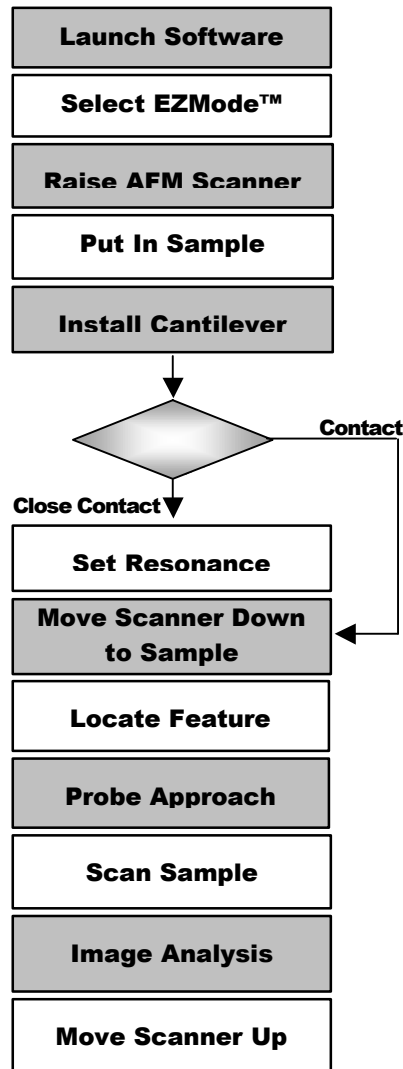 Launch Software
Select EZMode™
Raise AFM Scanner
Put In Sample
Install Cantilever
Contact
Close Contact
Set Resonance
Move Scanner Down
to Sample
Locate Feature
Probe Approach
Scan Sample
Image Analysis
Move Scanner Up